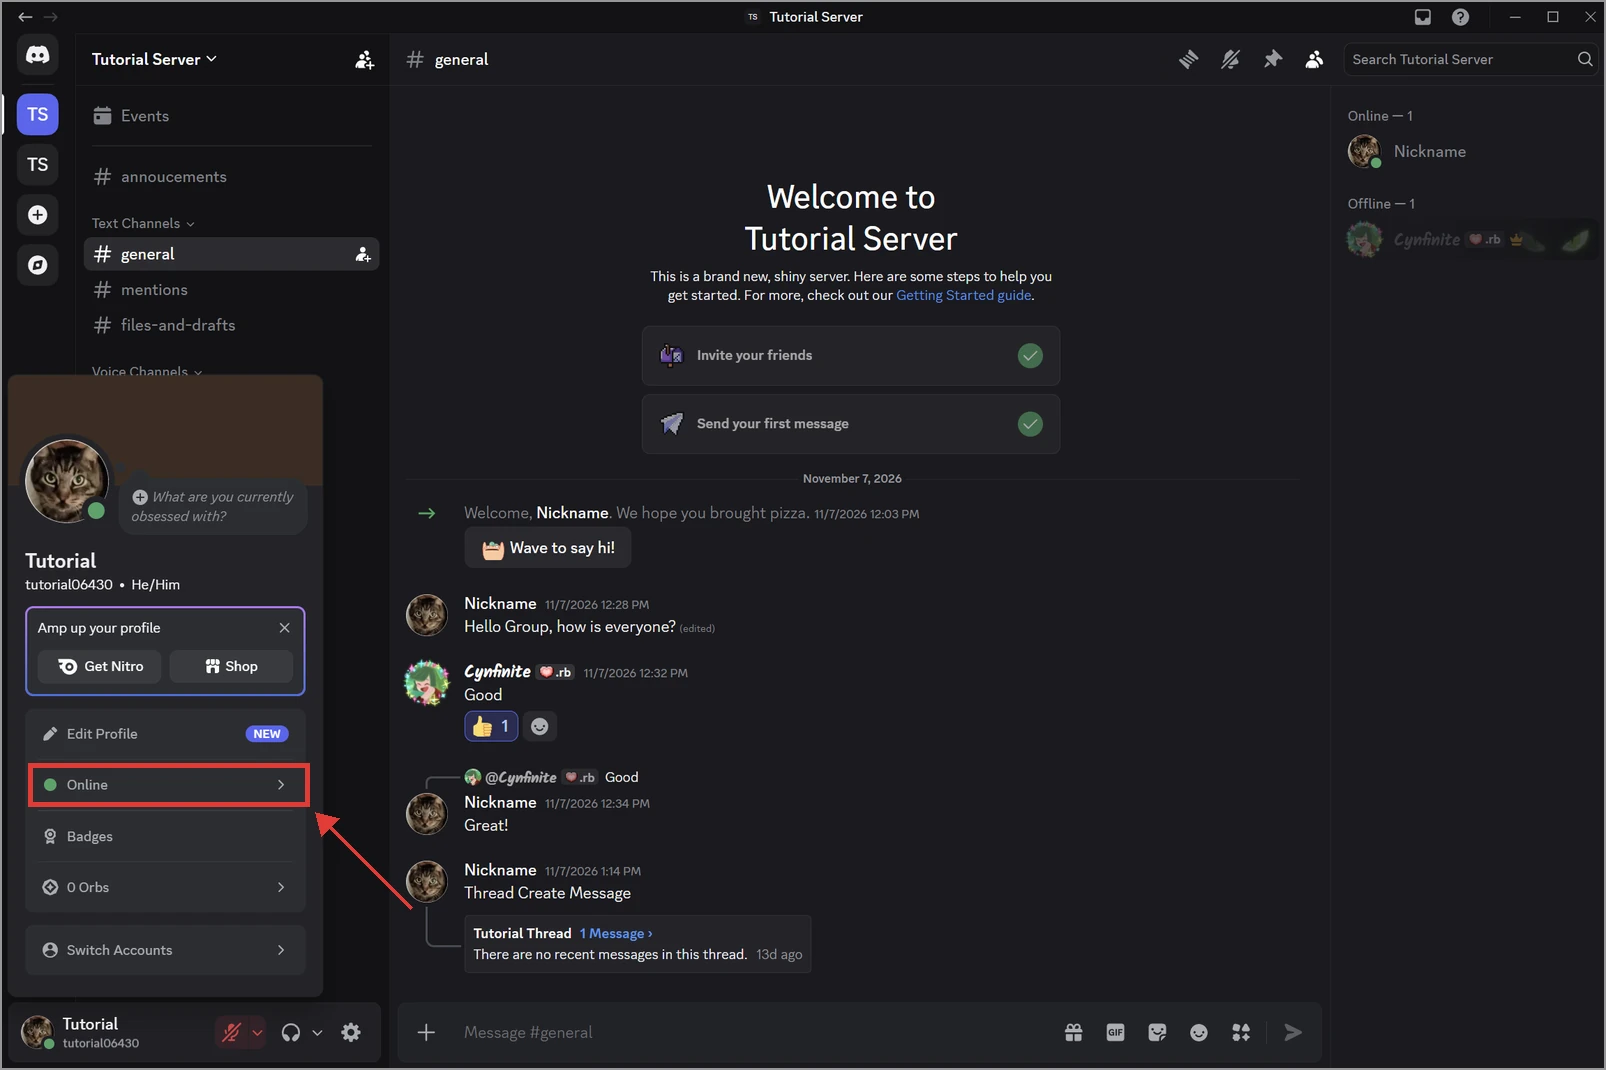 TS Tutorial Server
Tutorial Server
general
Search Tutorial Server
TS
TS
Events
annoucements
Text Channels
general
mentions
files-and-drafts
Voice Channels
What are you currently
obsessed with?
Tutorial
tutorial06430 • He/Him
Amp up your profile
Get Nitro
Shop
Edit Profile NEW
Online
Badges
0 Orbs
Switch Accounts
Tutorial
tutorial06430
Welcome to
Tutorial Server
This is a brand new, shiny server. Here are some steps to help you
get started. For more, check out our Getting Started guide.
Invite your friends
Send your first message
November 7, 2026
Welcome, Nickname. We hope you brought pizza. 11/7/2026 12:03 PM
Wave to say hi!
Nickname 11/7/2026 12:28 PM
Hello Group, how is everyone? (edited)
Cynfinite .rb 11/7/2026 12:32 PM
Good
1
@Cynfinite .rb Good
Nickname 11/7/2026 12:34 PM
Great!
Nickname 11/7/2026 1:14 PM
Thread Create Message
Tutorial Thread 1 Message ›
There are no recent messages in this thread. 13d ago
Message #general
GIF
Online — 1
Nickname
Offline — 1
Cynfinite .rb